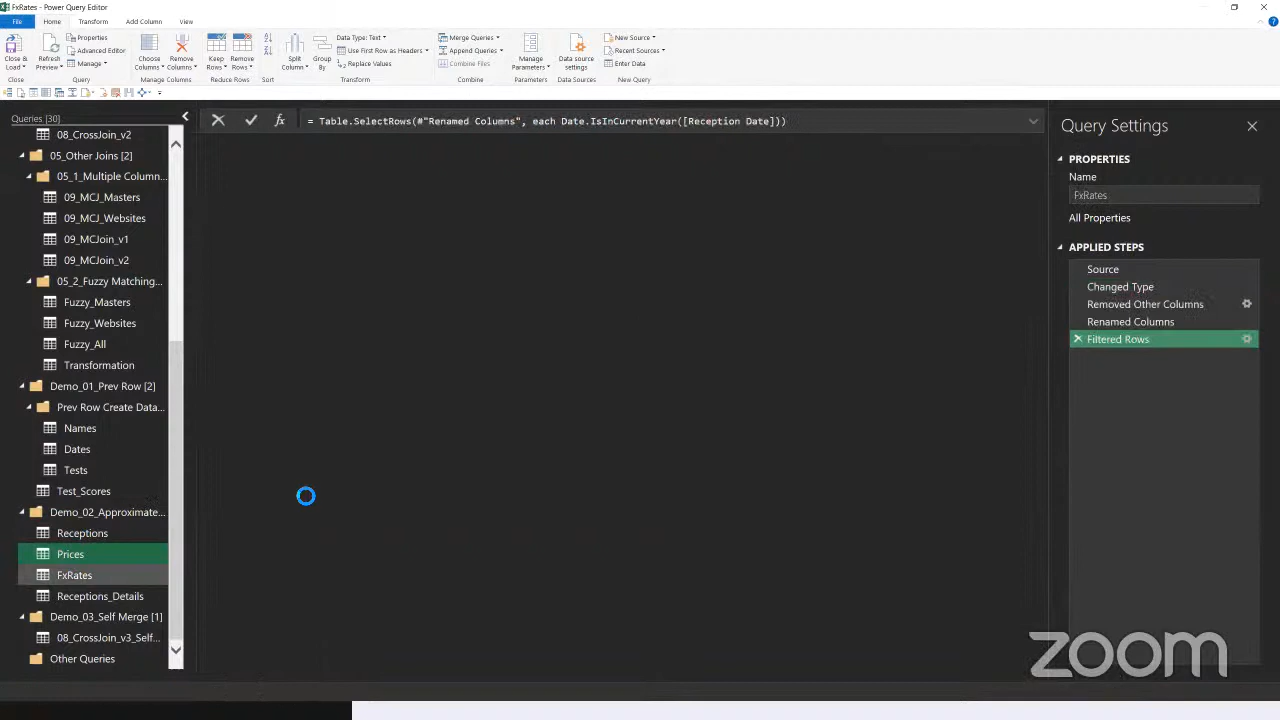 FxRates - Power Query Editor
File Home Transform Add Column View
Close & Load
Refresh Preview
Properties
Advanced Editor
Manage
Choose Columns
Remove Columns
Keep Rows
Remove Rows
Split Column
Group By
Data Type: Text
Use First Row as Headers
Replace Values
Merge Queries
Append Queries
Combine Files
Manage Parameters
Data source settings
New Source
Recent Sources
Enter Data
Close Query Manage Columns Reduce Rows Sort Transform Combine Parameters Data Sources New Query
Queries [30]
08_CrossJoin_v2
05_Other Joins [2]
05_1_Multiple Column...
09_MCJ_Masters
09_MCJ_Websites
09_MCJoin_v1
09_MCJoin_v2
05_2_Fuzzy Matching...
Fuzzy_Masters
Fuzzy_Websites
Fuzzy_All
Transformation
Demo_01_Prev Row [2]
Prev Row Create Data...
Names
Dates
Tests
Test_Scores
Demo_02_Approximate...
Receptions
Prices
FxRates
Receptions_Details
Demo_03_Self Merge [1]
08_CrossJoin_v3_Self...
Other Queries
fx = Table.SelectRows(#"Renamed Columns", each Date.IsInCurrentYear([Reception Date]))
Query Settings
PROPERTIES
Name
FxRates
All Properties
APPLIED STEPS
Source
Changed Type
Removed Other Columns
Renamed Columns
Filtered Rows
zoom